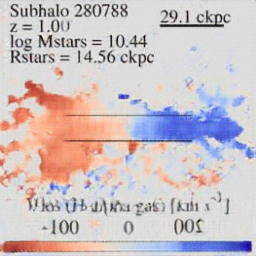 Subhalo 280788
29.1 ckpc
z = 1.00
log Mstars = 10.44
Rstars = 14.56 ckpc
-100 0